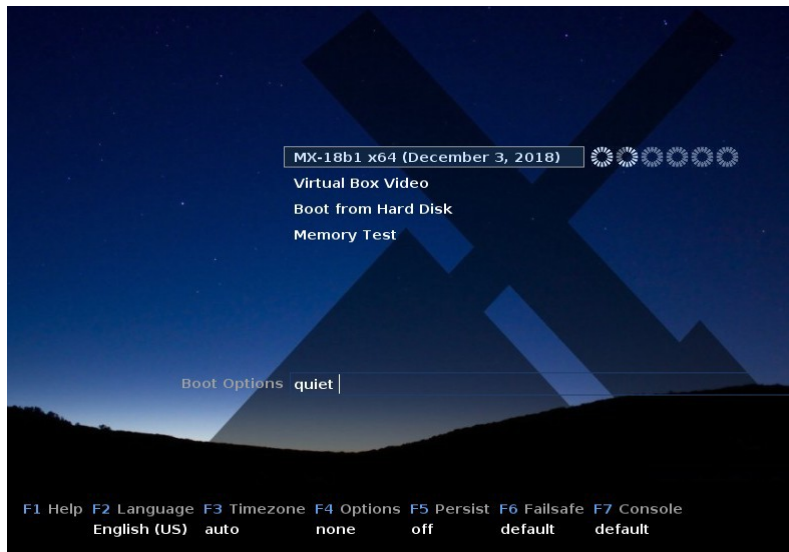 MX-18b1 x64 (December 3, 2018)
Virtual Box Video
Boot from Hard Disk
Memory Test
Boot Options quiet
F1 Help F2 Language F3 Timezone F4 Options F5 Persist F6 Failsafe F7 Console
English (US) auto none off default default